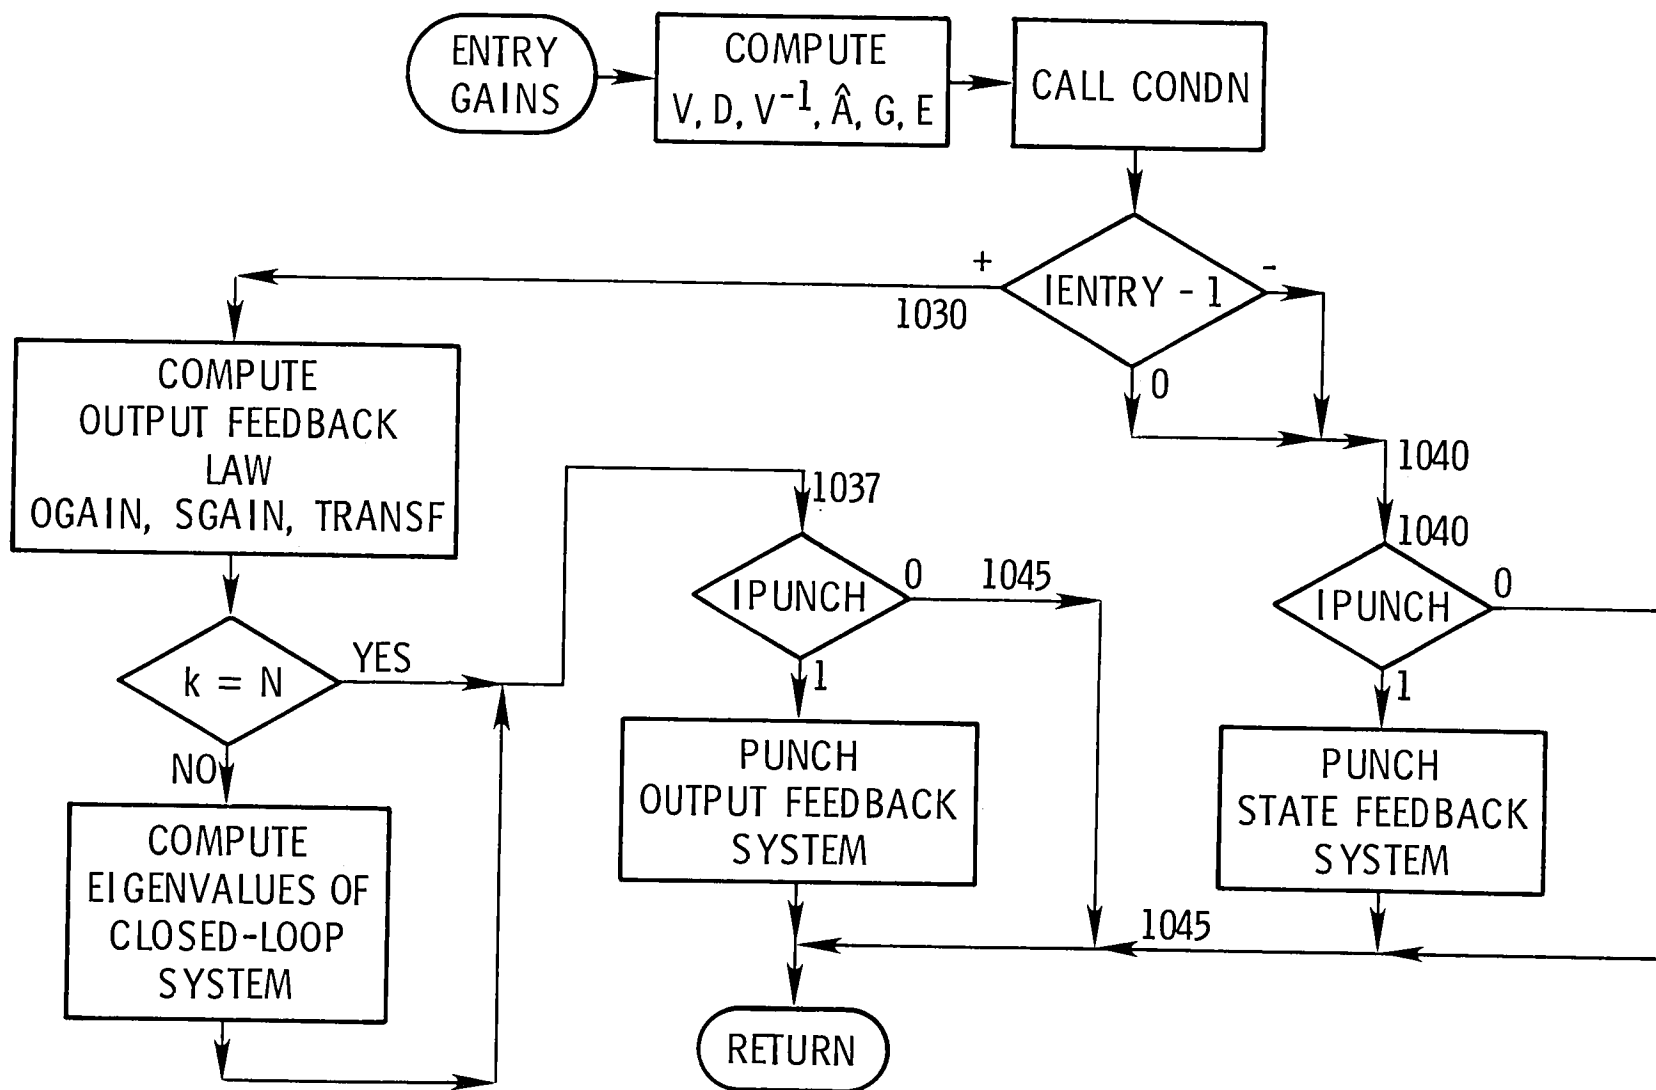 ENTRY
GAINS
COMPUTE
V, D, V⁻¹, Â, G, E
CALL CONDN
IENTRY - 1
+
-
1030
0
1040
1040
COMPUTE
OUTPUT FEEDBACK
LAW
OGAIN, SGAIN, TRANSF
k = N
YES
NO
COMPUTE
EIGENVALUES OF
CLOSED-LOOP
SYSTEM
1037
IPUNCH
0
1045
1
PUNCH
OUTPUT FEEDBACK
SYSTEM
IPUNCH
0
1
PUNCH
STATE FEEDBACK
SYSTEM
1045
RETURN